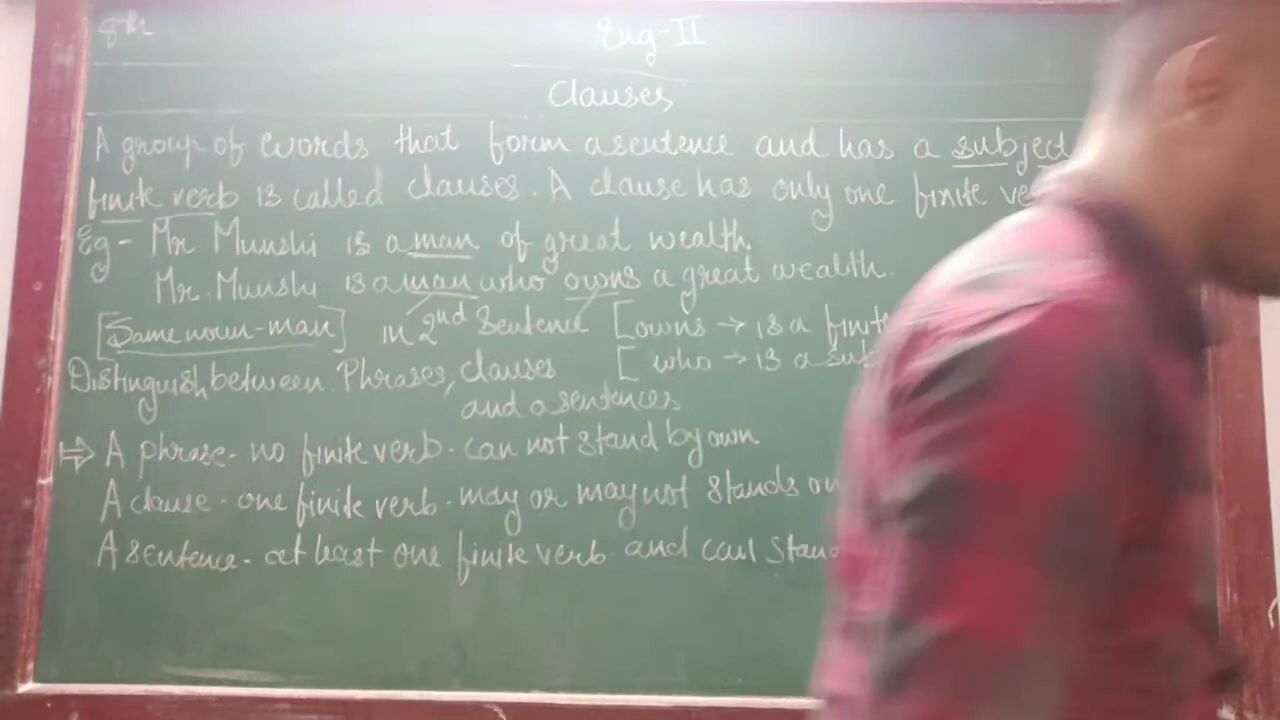 8th
Eng-II
Clauses
A group of words that form a sentence and has a subject
finite verb is called clauses. A clause has only one finite
Eg - Mr Munshi is a man of great wealth.
Mr. Munshi is a man who owns a great wealth.
[Same noun-man] in 2nd Sentence [owns → is a finite
[ who → is a
Distinguish between Phrases, clauses
and a sentences.
⇒ A phrase - no finite verb - can not stand by own
A clause - one finite verb - may or may not stands on
A sentence - at least one finite verb and can stand